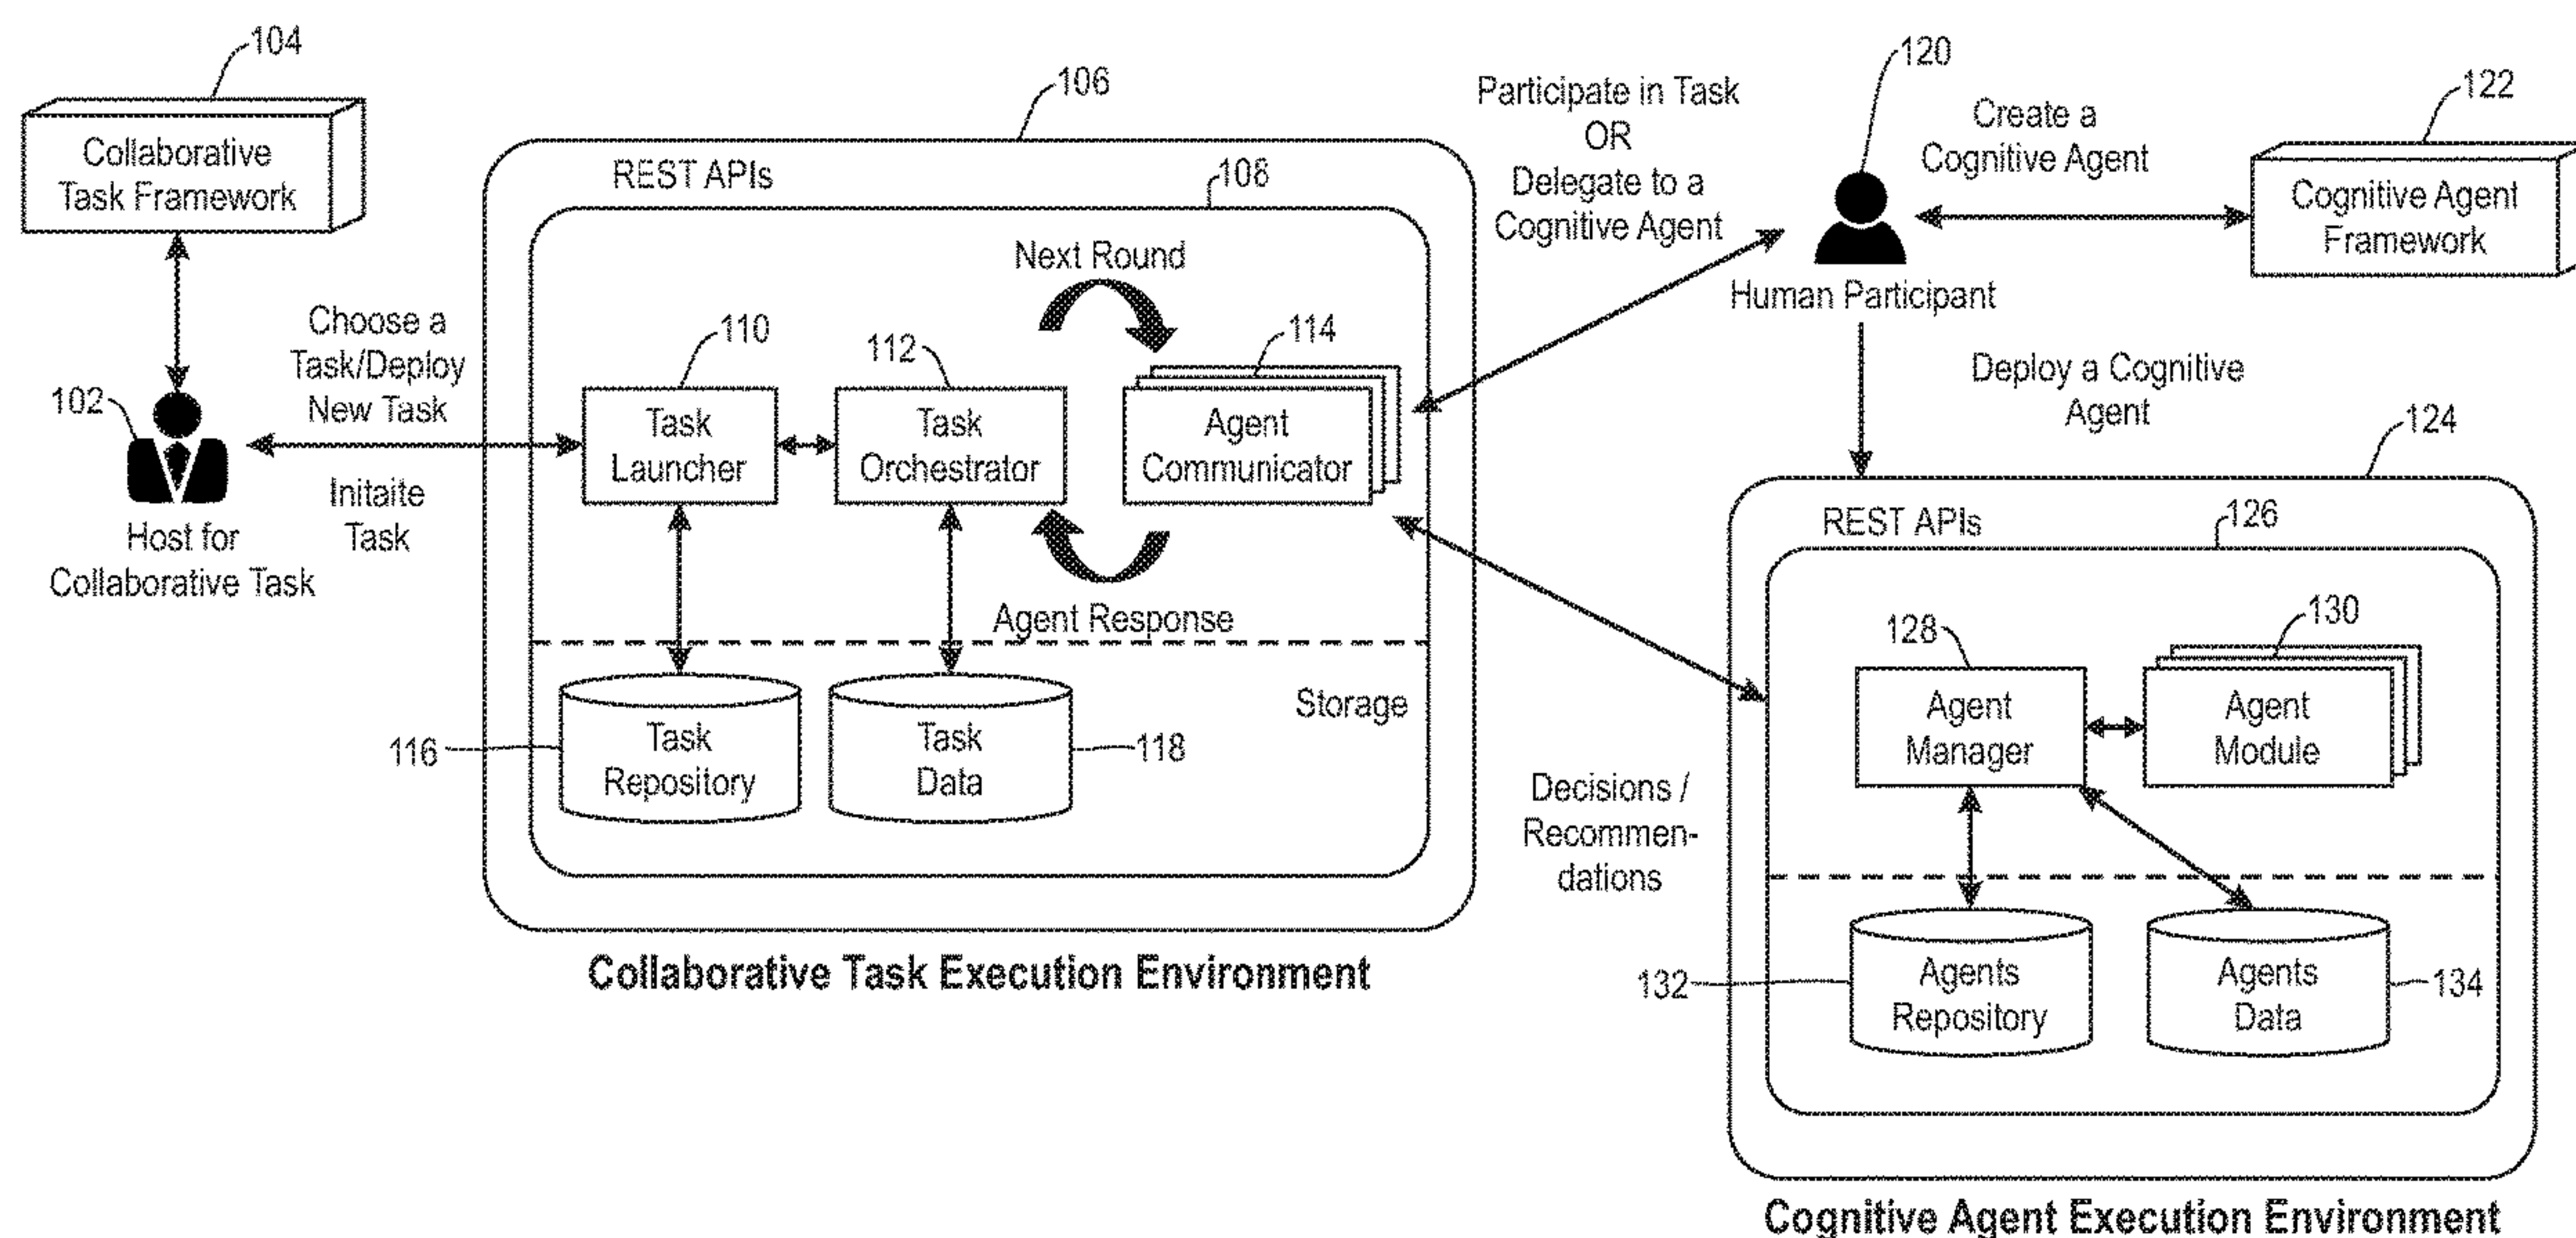 104
Collaborative
Task Framework
102
Host for
Collaborative Task
Choose a
Task/Deploy
New Task
Initaite
Task
106
REST APIs
108
Next Round
110
Task
Launcher
112
Task
Orchestrator
114
Agent
Communicator
Agent Response
Storage
116
Task
Repository
Task
Data
118
Collaborative Task Execution Environment
Participate in Task
OR
Delegate to a
Cognitive Agent
120
Human Participant
Create a
Cognitive Agent
122
Cognitive Agent
Framework
Deploy a Cognitive
Agent
Decisions /
Recommen-
dations
124
REST APIs
126
128
Agent
Manager
130
Agent
Module
132
Agents
Repository
Agents
Data
134
Cognitive Agent Execution Environment